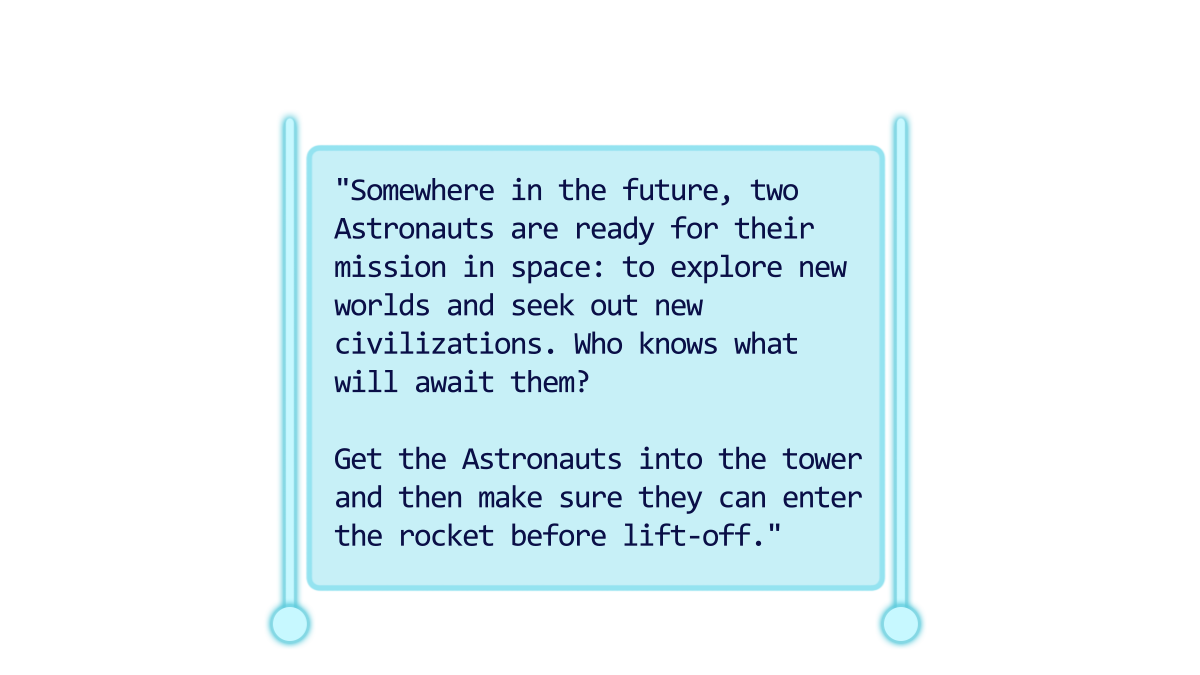 "Somewhere in the future, two
Astronauts are ready for their
mission in space: to explore new
worlds and seek out new
civilizations. Who knows what
will await them?
Get the Astronauts into the tower
and then make sure they can enter
the rocket before lift-off."